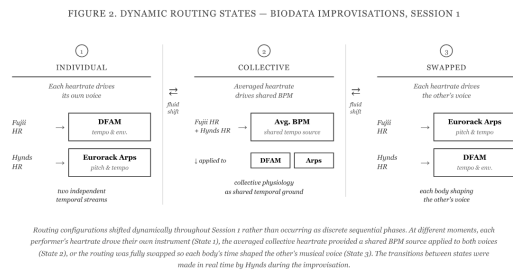 FIGURE 2. DYNAMIC ROUTING STATES — BIODATA IMPROVISATIONS, SESSION 1
1
INDIVIDUAL
Each heartrate drives
its own voice
Fujii
HR
→
DFAM
tempo & env.
Hynds
HR
→
Eurorack Arps
pitch & tempo
two independent
temporal streams
⇄
fluid
shift
2
COLLECTIVE
Averaged heartrate
drives shared BPM
Fujii HR
+ Hynds HR
→
Avg. BPM
shared tempo source
↓ applied to
DFAM
Arps
collective physiology
as shared temporal ground
⇄
fluid
shift
3
SWAPPED
Each heartrate drives
the other's voice
Fujii
HR
→
Eurorack Arps
pitch & tempo
Hynds
HR
→
DFAM
tempo & env.
each body shaping
the other's voice
Routing configurations shifted dynamically throughout Session 1 rather than occurring as discrete sequential phases. At different moments, each
performer's heartrate drove their own instrument (State 1), the averaged collective heartrate provided a shared BPM source applied to both voices
(State 2), or the routing was fully swapped so each body's time shaped the other's musical voice (State 3). The transitions between states were
made in real time by Hynds during the improvisation.